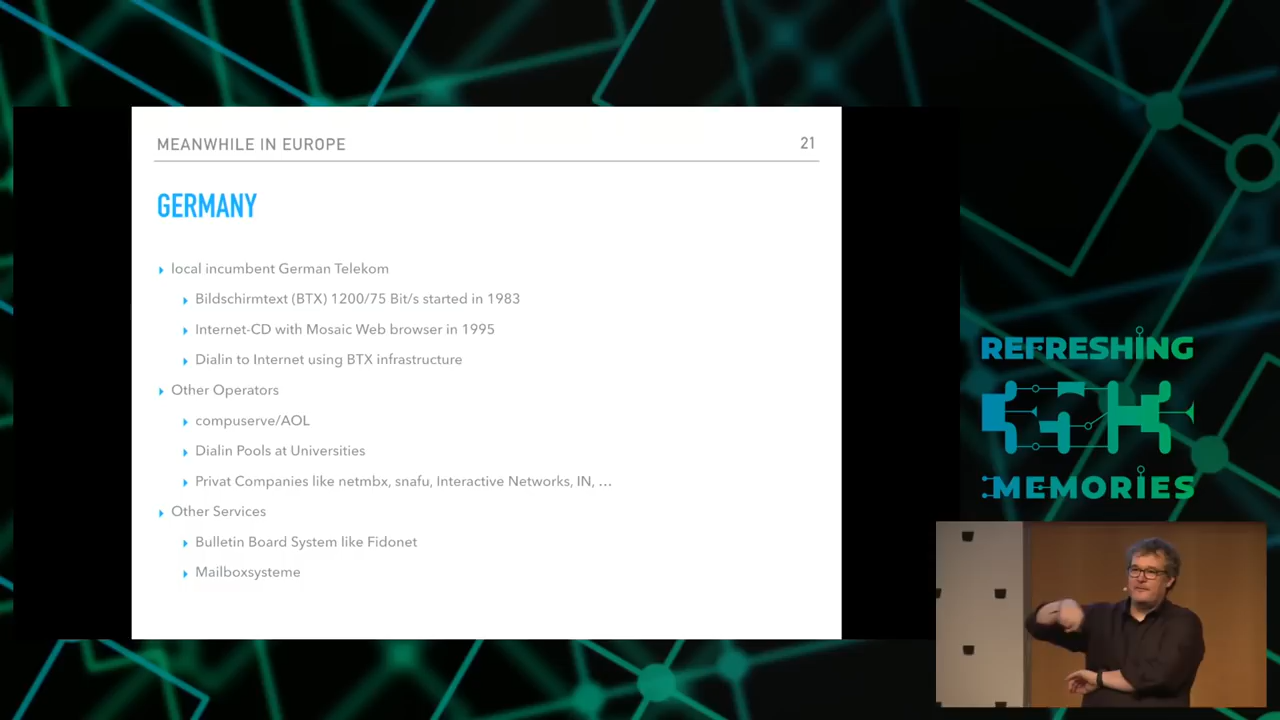 MEANWHILE IN EUROPE
21
GERMANY
local incumbent German Telekom
Bildschirmtext (BTX) 1200/75 Bit/s started in 1983
Internet-CD with Mosaic Web browser in 1995
Dialin to Internet using BTX infrastructure
Other Operators
compuserve/AOL
Dialin Pools at Universities
Privat Companies like netmbx, snafu, Interactive Networks, IN, …
Other Services
Bulletin Board System like Fidonet
Mailboxsysteme
REFRESHING
MEMORIES